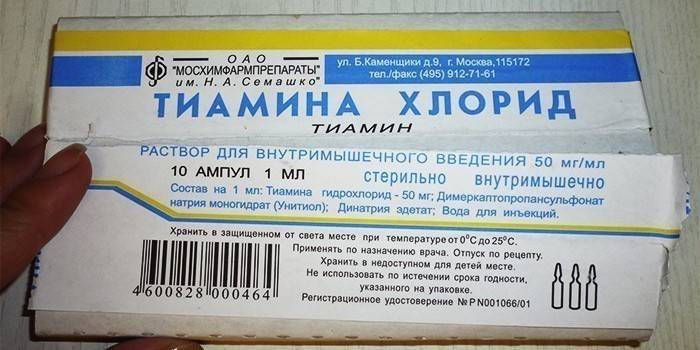 ОАО
"МОСХИМФАРМПРЕПАРАТЫ"
им. Н. А. Семашко"
ул. Б.Каменщики д.9, г. Москва,115172
тел./факс (495) 912-71-61
ТИАМИНА ХЛОРИД
ТИАМИН
РАСТВОР ДЛЯ ВНУТРИМЫШЕЧНОГО ВВЕДЕНИЯ 50 мг/мл
10 АМПУЛ 1 МЛ стерильно внутримышечно
Состав на 1 мл: Тиамина гидрохлорид - 50 мг; Димеркаптопропансульфонат
натрия моногидрат (Унитиол); Динатрия эдетат; Вода для инъекций.
Хранить в защищенном от света месте при температуре от 0°С до 25°С.
Применять по назначению врача. Отпуск по рецепту.
Хранить в недоступном для детей месте.
Не использовать по истечении срока годности,
указанного на упаковке.
Регистрационное удостоверение №Р N001066/01
4600828000464